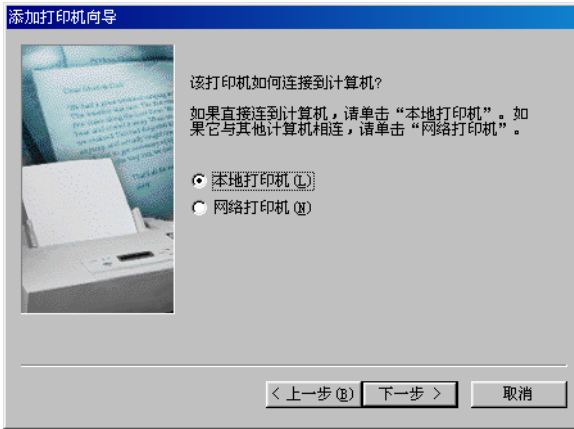 添加打印机向导
该打印机如何连接到计算机?
如果直接连到计算机，请单击“本地打印机”。如
果它与其他计算机相连，请单击“网络打印机”。
本地打印机(L)
网络打印机(N)
< 上一步(B)
下一步 >
取消